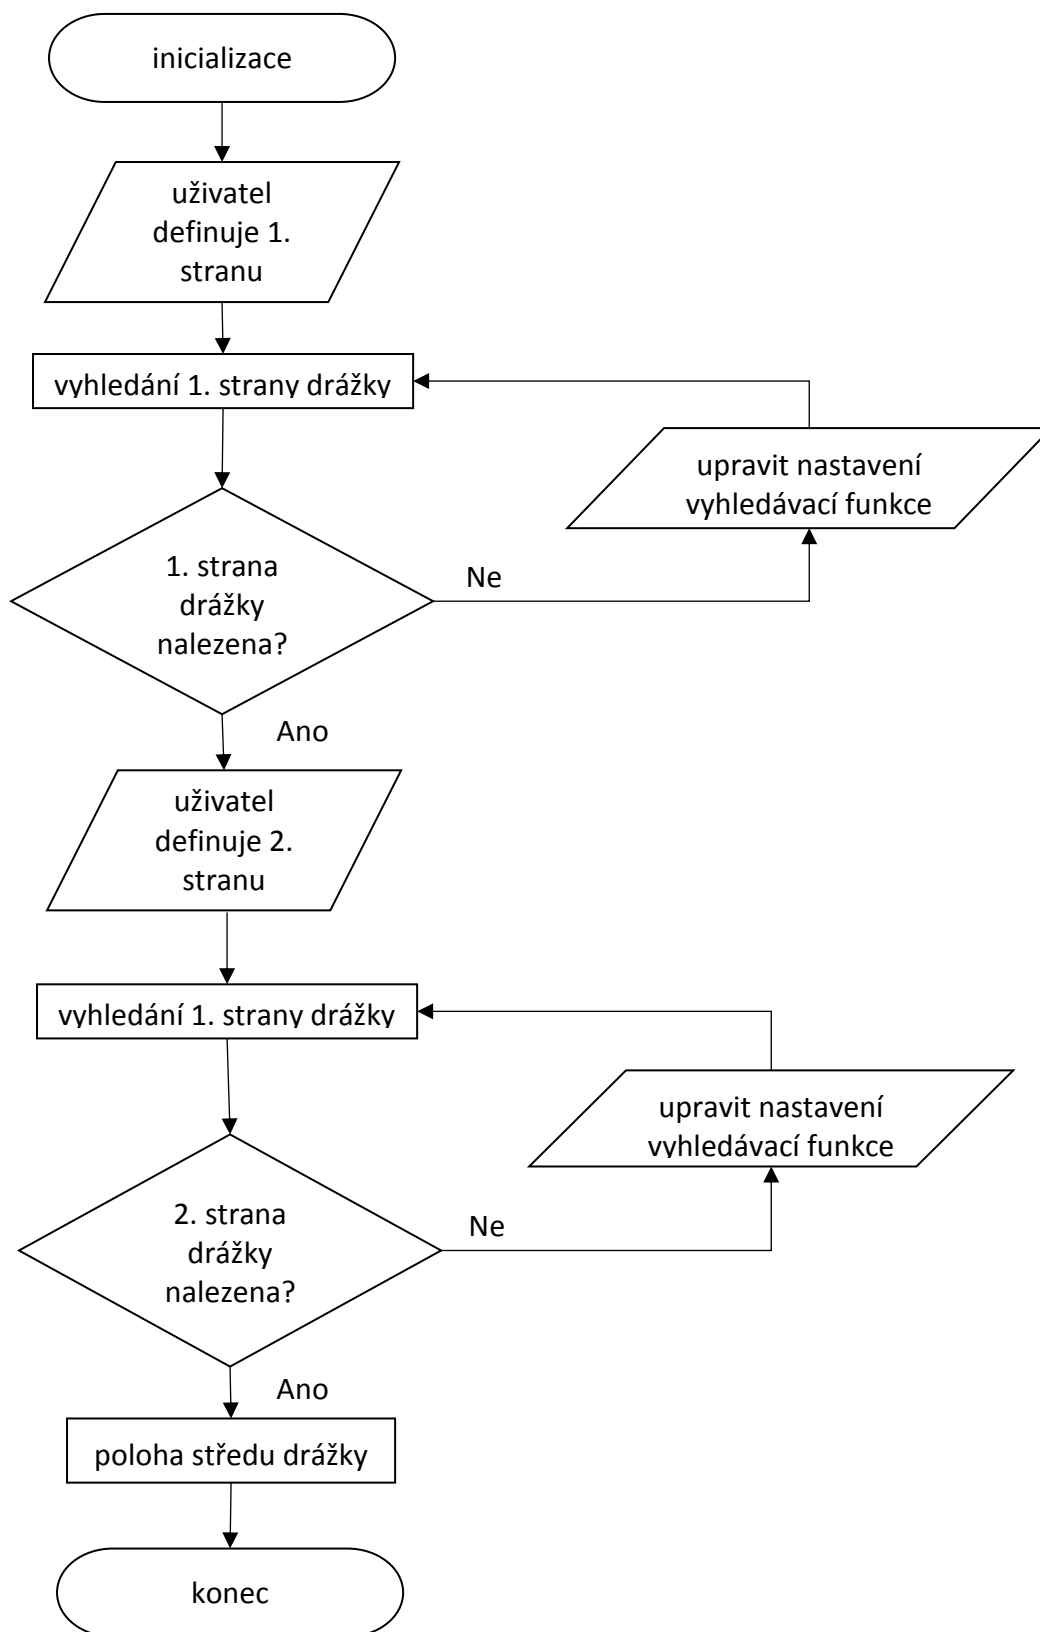 inicializace
uživatel
definuje 1.
stranu
vyhledání 1. strany drážky
upravit nastavení
vyhledávací funkce
1. strana
drážky
nalezena?
Ne
Ano
uživatel
definuje 2.
stranu
vyhledání 1. strany drážky
upravit nastavení
vyhledávací funkce
2. strana
drážky
nalezena?
Ne
Ano
poloha středu drážky
konec